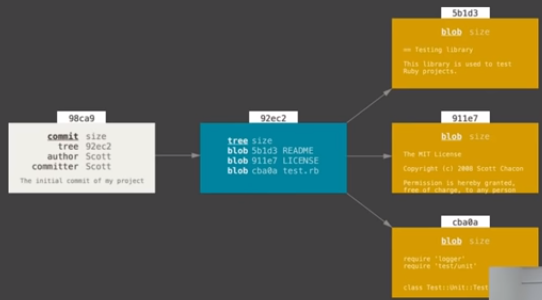 98ca9
commit size
tree 92ec2
author Scott
committer Scott
The initial commit of my project
92ec2
tree size
blob 5b1d3 README
blob 911e7 LICENSE
blob cba0a test.rb
5b1d3
blob size
== Testing library
This library is used to test
Ruby projects.
911e7
blob size
The MIT License
Copyright (c) 2008 Scott Chacon
Permission is hereby granted,
free of charge, to any person
cba0a
blob size
require 'logger'
require 'test/unit'
class Test::Unit::Test